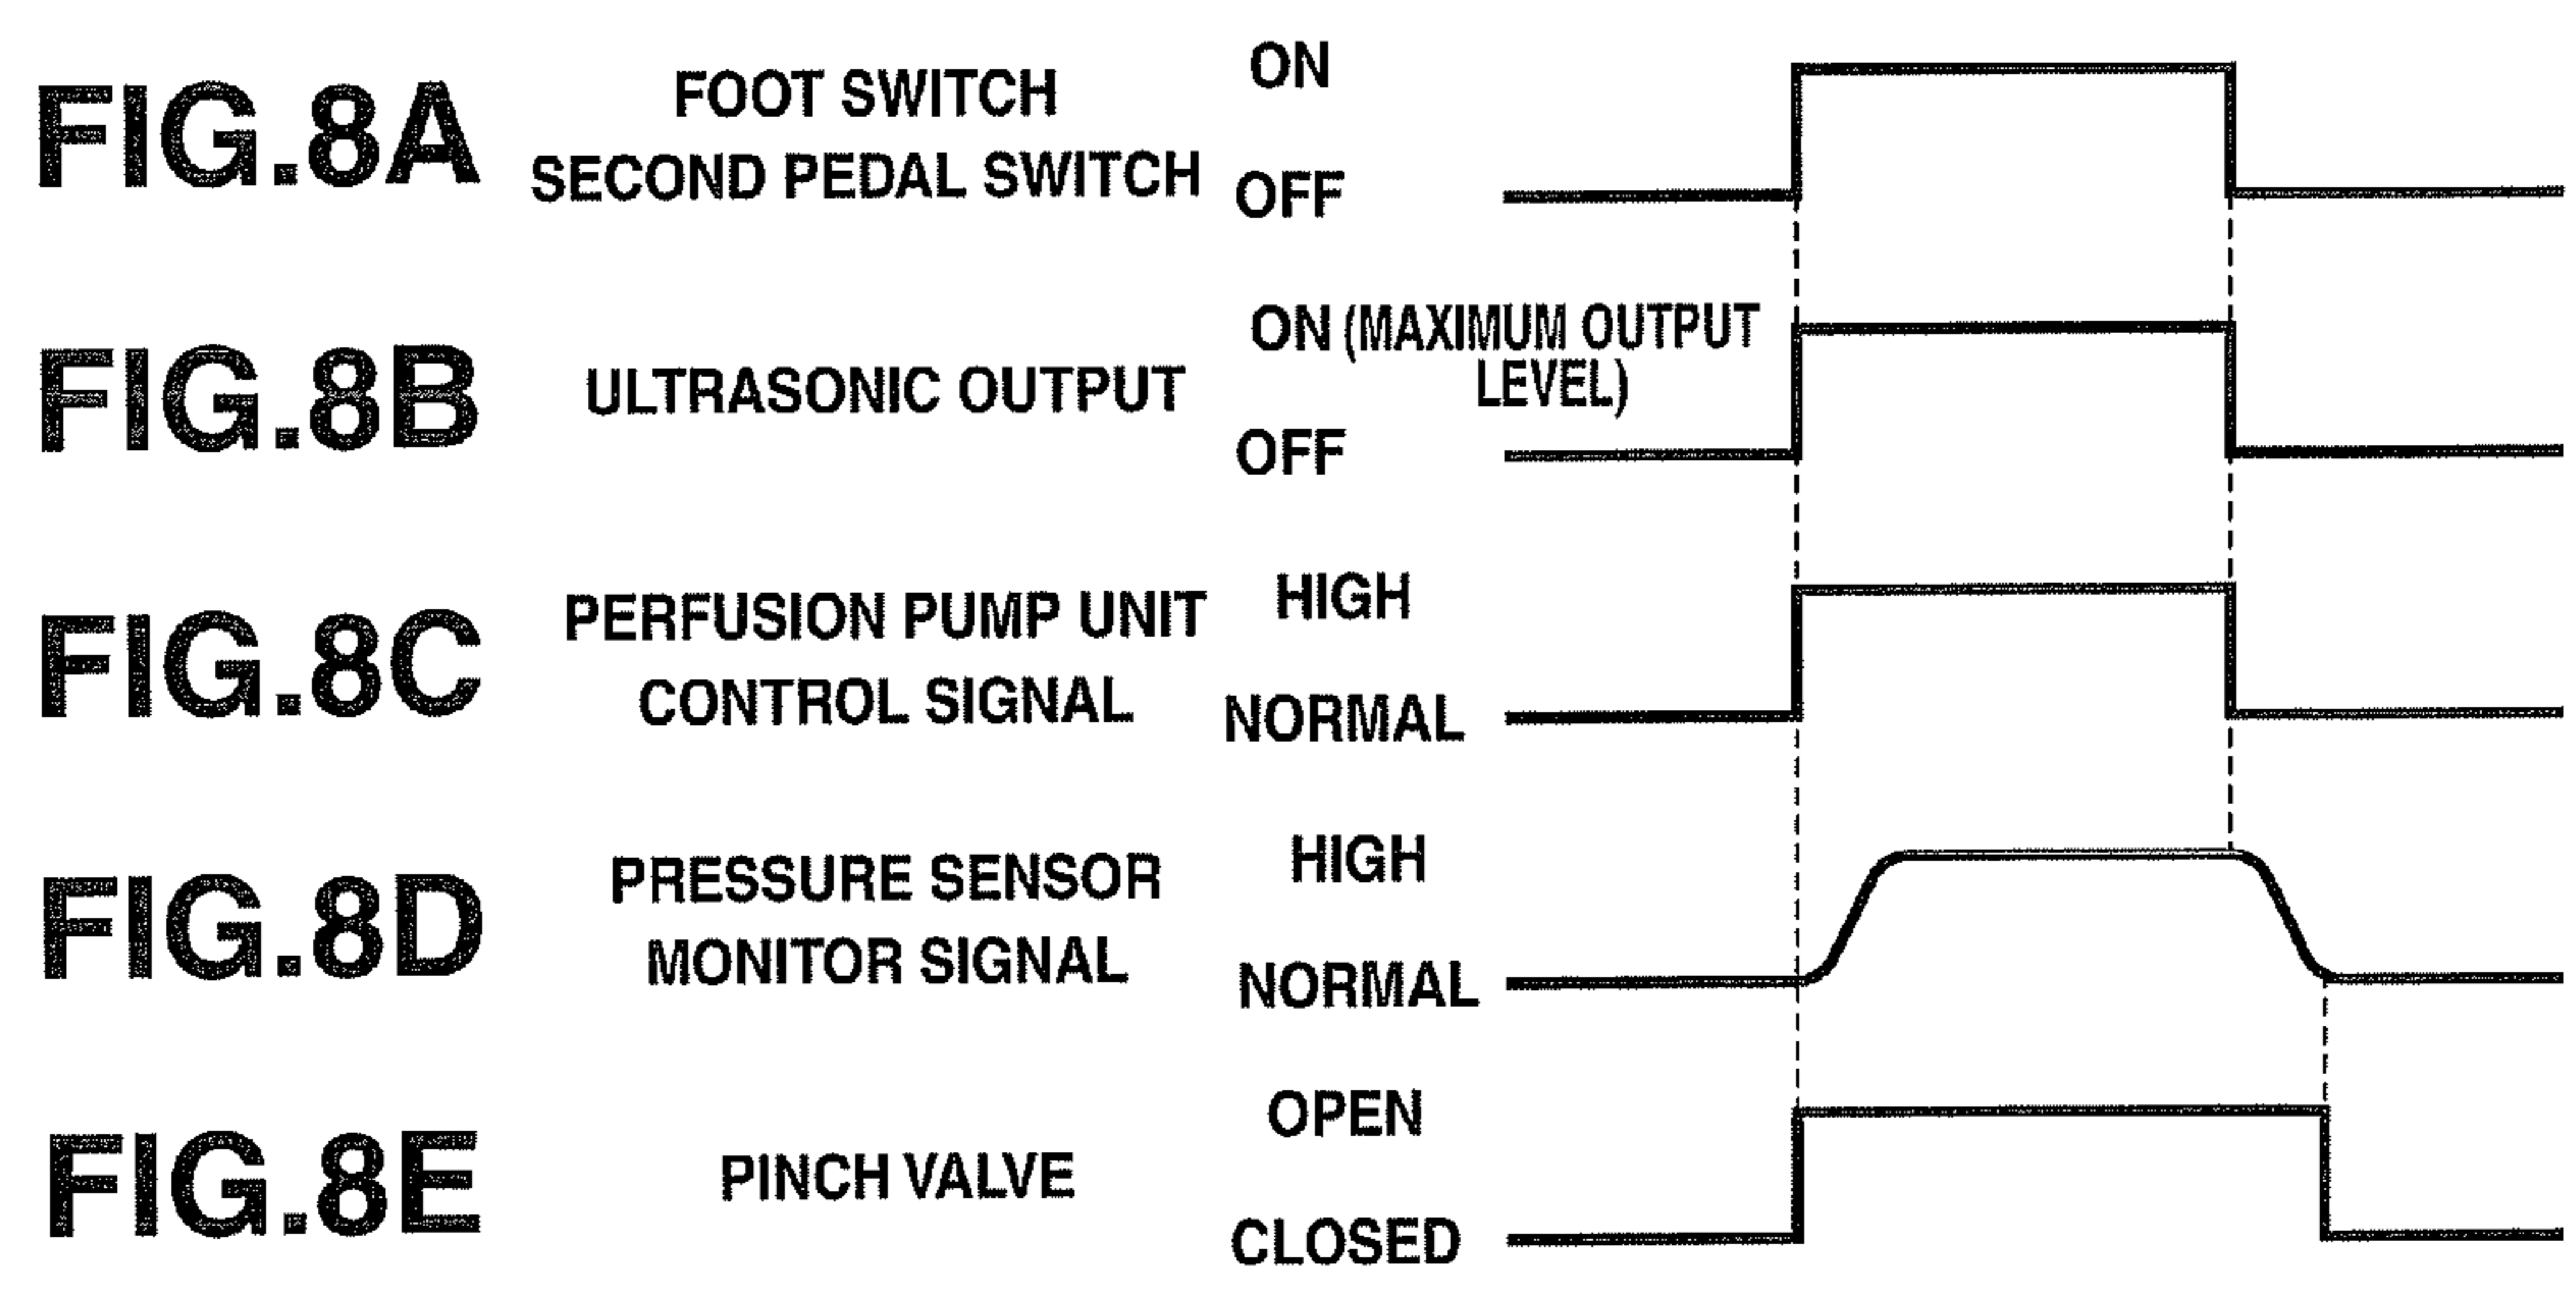 FIG.8A
FOOT SWITCH
SECOND PEDAL SWITCH
ON
OFF
FIG.8B
ULTRASONIC OUTPUT
ON (MAXIMUM OUTPUT
LEVEL)
OFF
FIG.8C
PERFUSION PUMP UNIT
CONTROL SIGNAL
HIGH
NORMAL
FIG.8D
PRESSURE SENSOR
MONITOR SIGNAL
HIGH
NORMAL
FIG.8E
PINCH VALVE
OPEN
CLOSED